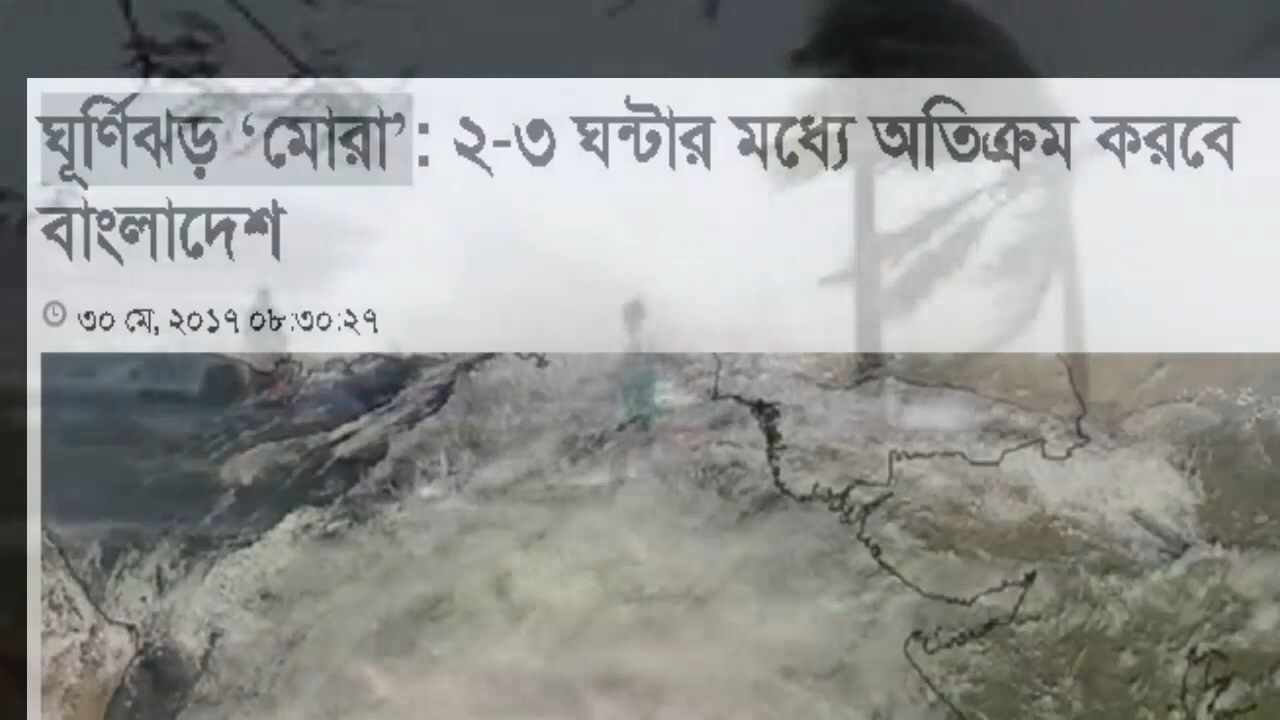 ঘূর্ণিঝড় ‘মোরা’: ২-৩ ঘন্টার মধ্যে অতিক্রম করবে
বাংলাদেশ
৩০ মে, ২০১৭ ০৮:৩০:২৭